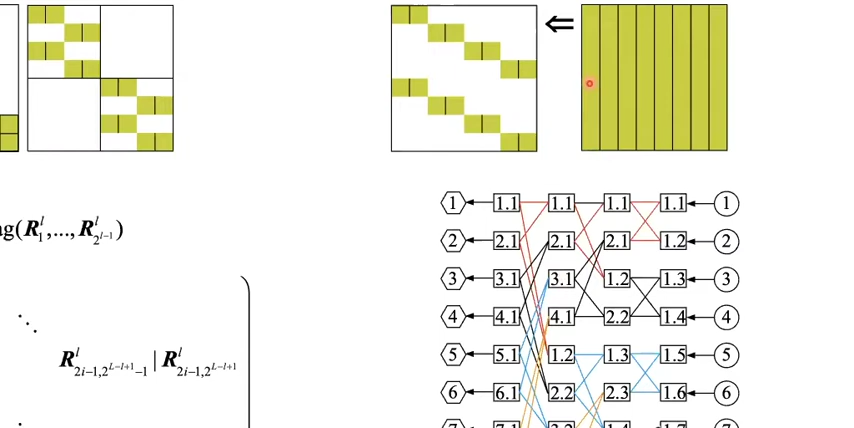 ⇐
ag(R^l_1,...,R^l_{2^{l-1}})
⋱
R^l_{2i-1,2^{L-l+1}-1} | R^l_{2i-1,2^{L-l+1}}
1 1.1 1.1 1.1 1.1 1
2 2.1 2.1 2.1 1.2 2
3 3.1 3.1 1.2 1.3 3
4 4.1 4.1 2.2 1.4 4
5 5.1 1.2 1.3 1.5 5
6 6.1 2.2 2.3 1.6 6